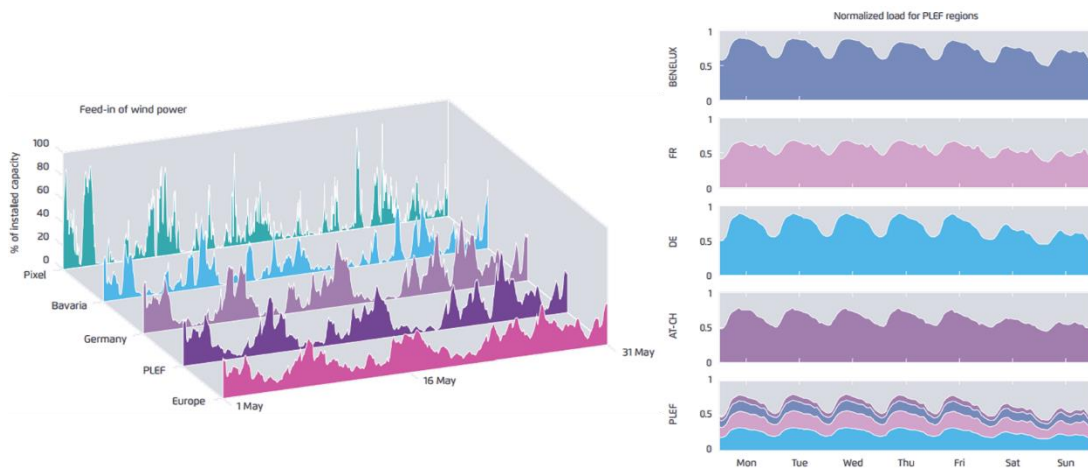 Feed-in of wind power
% of installed capacity
100
80
60
40
20
0
Pixel
Bavaria
Germany
PLEF
Europe
1 May
16 May
31 May
Normalized load for PLEF regions
BENELUX
1
0.5
0
FR
1
0.5
0
DE
1
0.5
0
AT-CH
1
0.5
0
PLEF
1
0.5
0
Mon Tue Wed Thu Fri Sat Sun